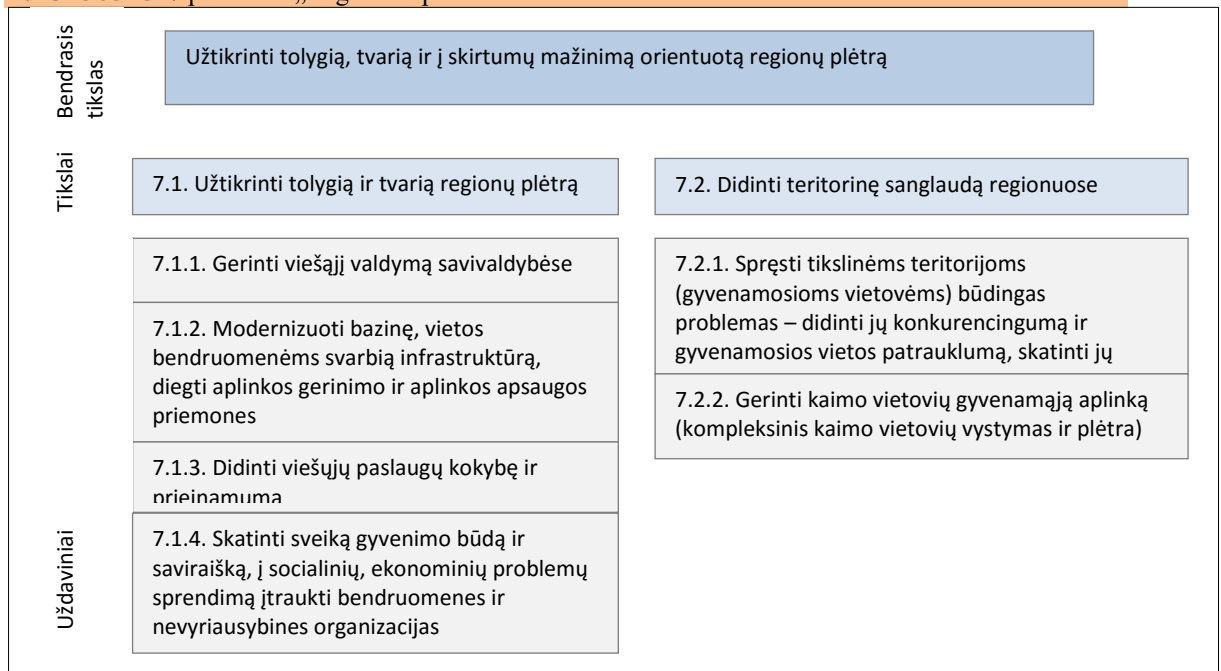 Bendrasis
tikslas
Užtikrinti tolygią, tvarią ir į skirtumų mažinimą orientuotą regionų plėtrą
Tikslai
7.1. Užtikrinti tolygią ir tvarią regionų plėtrą
7.2. Didinti teritorinę sanglaudą regionuose
Uždaviniai
7.1.1. Gerinti viešąjį valdymą savivaldybėse
7.1.2. Modernizuoti bazinę, vietos
bendruomenėms svarbią infrastruktūrą,
diegti aplinkos gerinimo ir aplinkos apsaugos
priemones
7.1.3. Didinti viešųjų paslaugų kokybę ir
prieinamumą
7.1.4. Skatinti sveiką gyvenimo būdą ir
saviraišką, į socialinių, ekonominių problemų
sprendimą įtraukti bendruomenes ir
nevyriausybines organizacijas
7.2.1. Spręsti tikslinėms teritorijoms
(gyvenamosioms vietovėms) būdingas
problemas – didinti jų konkurencingumą ir
gyvenamosios vietos patrauklumą, skatinti jų
7.2.2. Gerinti kaimo vietovių gyvenamąją aplinką
(kompleksinis kaimo vietovių vystymas ir plėtra)